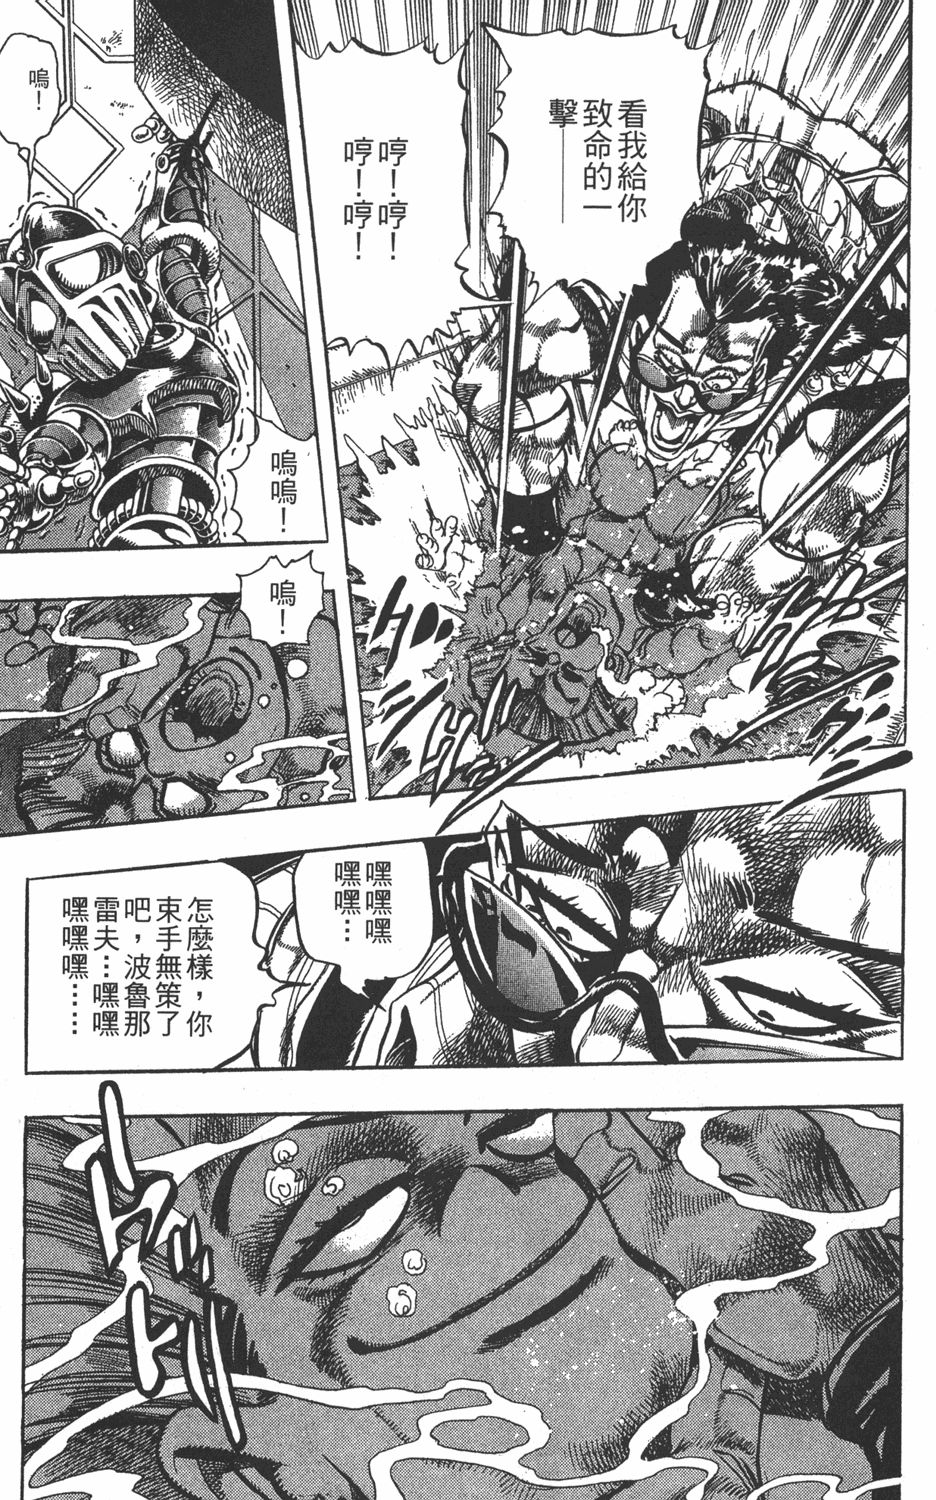 看我給你
致命的一
擊——
哼！哼！
哼！哼！
嗚！
嗚
嗚！
嗚！
嘿嘿嘿
嘿嘿…
怎麼樣，你
束手無策了
吧，波魯那
雷夫…嘿嘿
嘿嘿嘿……